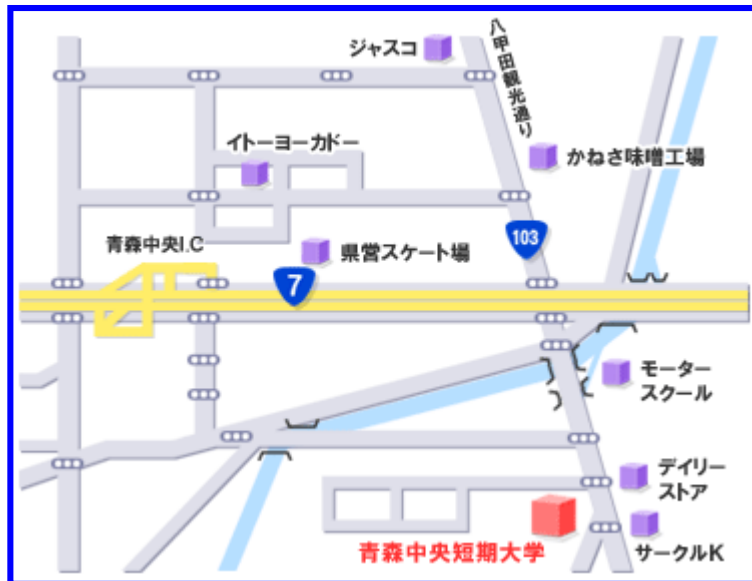 ジャスコ
八甲田観光通り
イトーヨーカドー
かねさ味噌工場
青森中央I.C
県営スケート場
103
7
モーター
スクール
デイリー
ストア
青森中央短期大学
サークルK